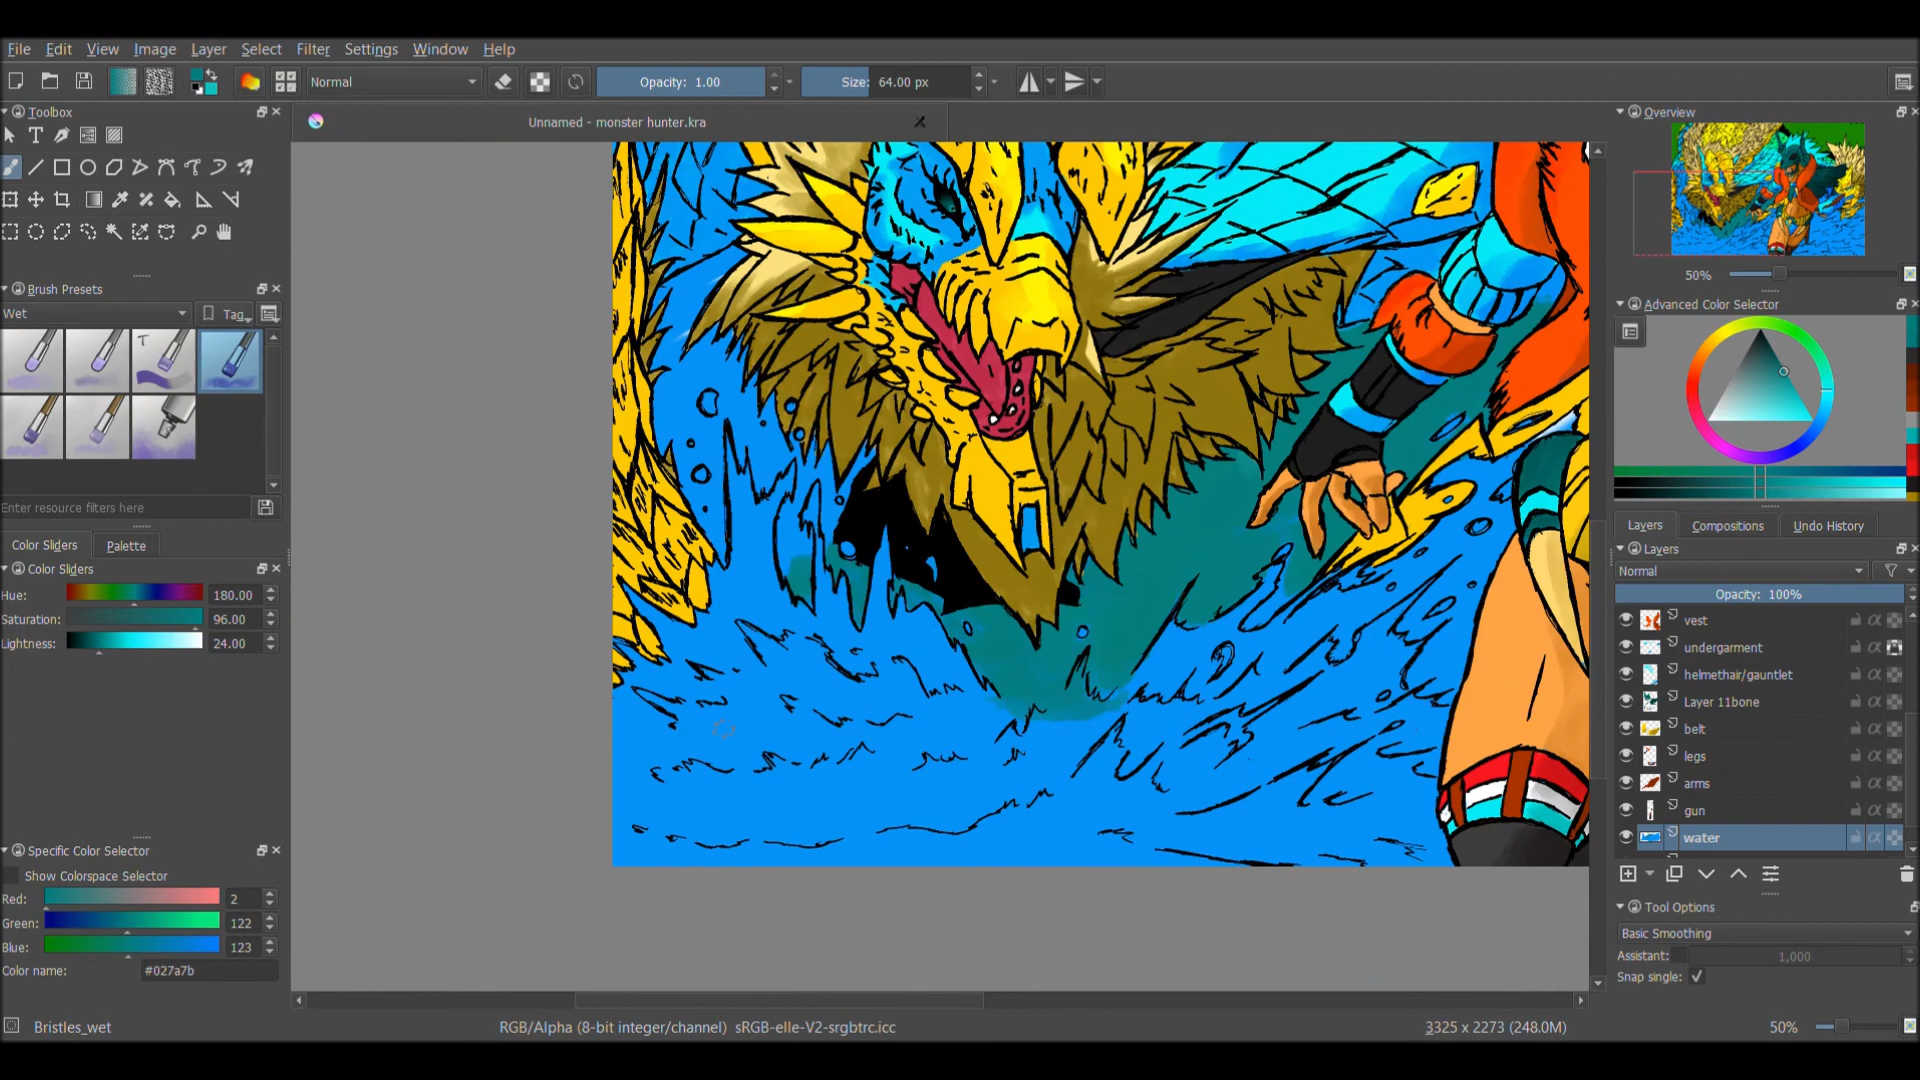 File Edit View Image Layer Select Filter Settings Window Help
Normal Opacity: 1.00 Size: 64.00 px
Toolbox
Unnamed - monster hunter.kra
Overview
50%
Brush Presets
Wet Tag
Enter resource filters here
Color Sliders Palette
Color Sliders
Hue: 180.00
Saturation: 96.00
Lightness: 24.00
Specific Color Selector
Show Colorspace Selector
Red: 2
Green: 122
Blue: 123
Color name: #027a7b
Advanced Color Selector
Layers Compositions Undo History
Layers
Normal
Opacity: 100%
vest
undergarment
helmethair/gauntlet
Layer 11bone
belt
legs
arms
gun
water
Tool Options
Basic Smoothing
Assistant: 1,000
Snap single:
Bristles_wet RGB/Alpha (8-bit integer/channel) sRGB-elle-V2-srgbtrc.icc 3325 x 2273 (248.0M) 50%